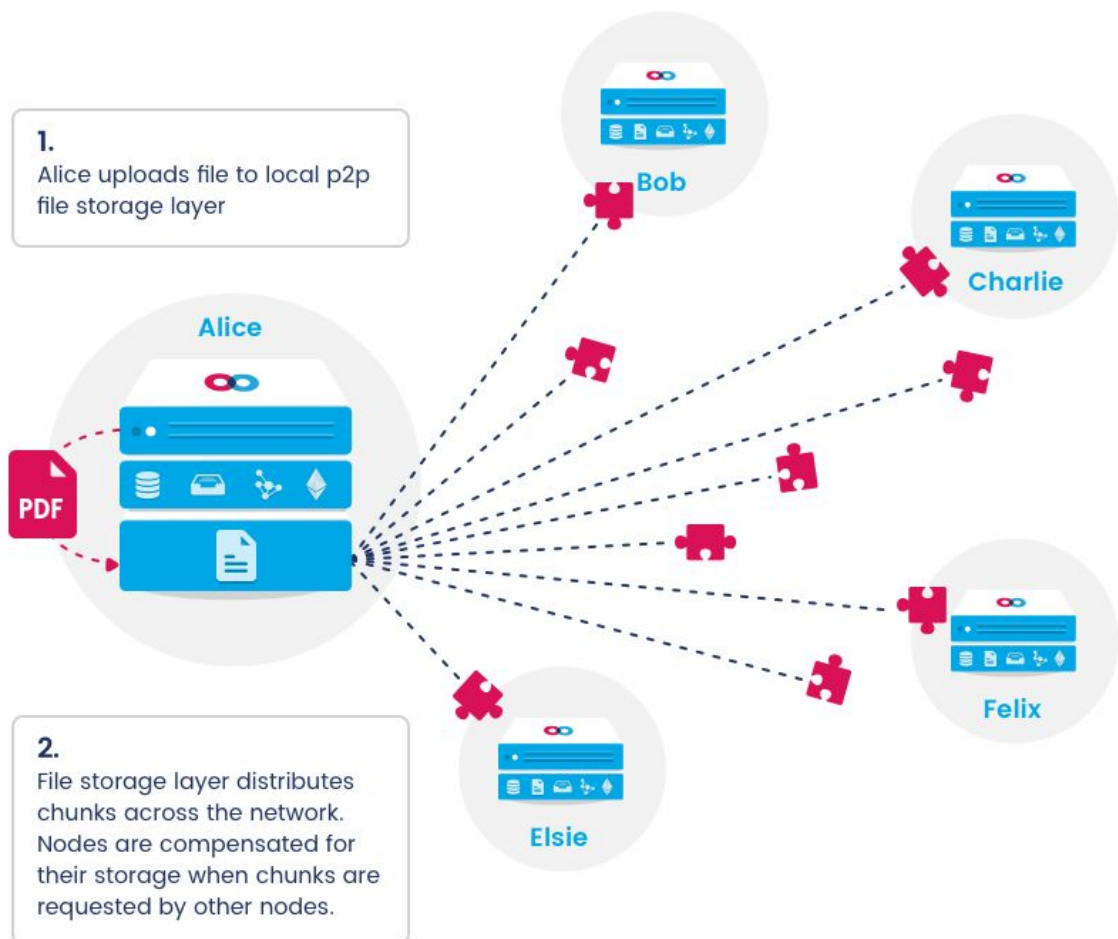 1.
Alice uploads file to local p2p
file storage layer
Bob
Charlie
Alice
PDF
Felix
Elsie
2.
File storage layer distributes
chunks across the network.
Nodes are compensated for
their storage when chunks are
requested by other nodes.